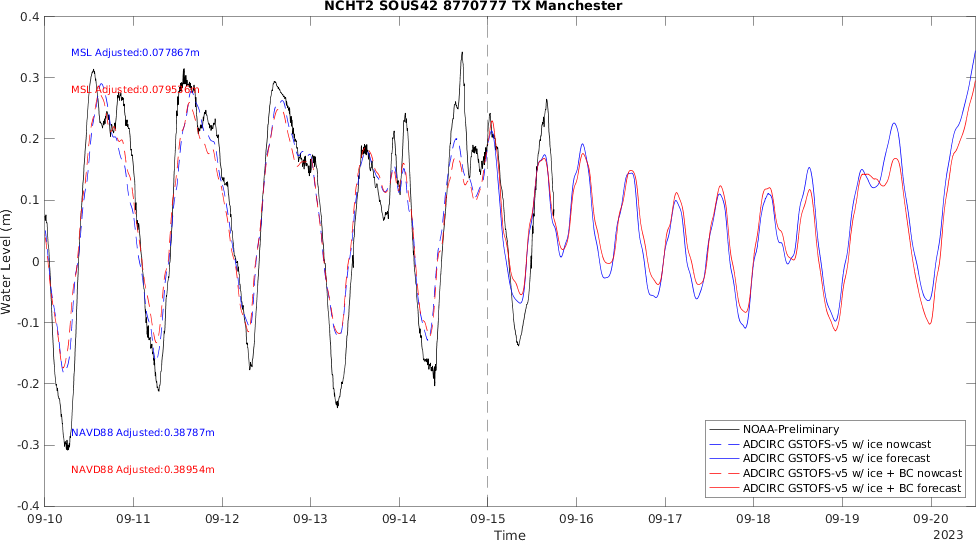 NCHT2 SOUS42 8770777 TX Manchester
0.4
MSL Adjusted:0.077867m
0.3
MSL Adjusted:0.079536m
0.2
0.1
0
Water Level (m)
-0.1
-0.2
NAVD88 Adjusted:0.38787m
-0.3
NAVD88 Adjusted:0.38954m
-0.4
NOAA-Preliminary
ADCIRC GSTOFS-v5 w/ ice nowcast
ADCIRC GSTOFS-v5 w/ ice forecast
ADCIRC GSTOFS-v5 w/ ice + BC nowcast
ADCIRC GSTOFS-v5 w/ ice + BC forecast
09-10 09-11 09-12 09-13 09-14 09-15 09-16 09-17 09-18 09-19 09-20
Time
2023